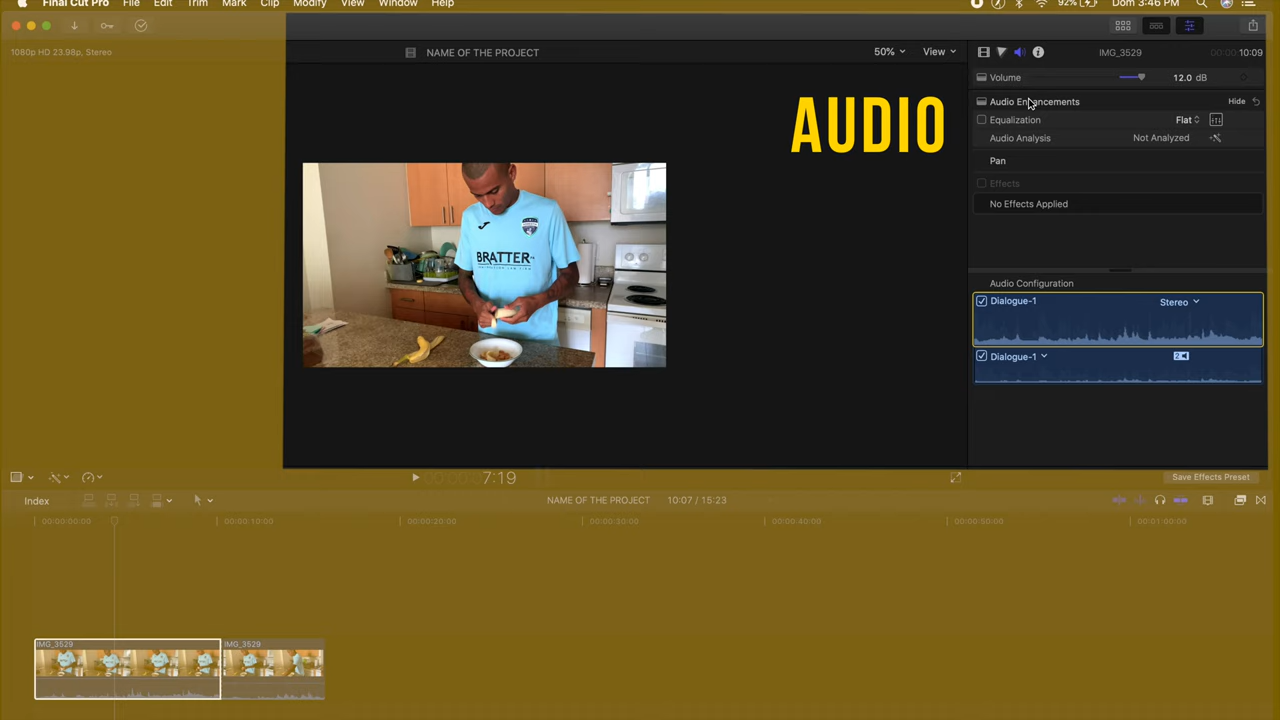 Final Cut Pro File Edit Trim Mark Clip Modify View Window Help
92% Dom 3:46 PM
1080p HD 23.98p, Stereo
NAME OF THE PROJECT
50% View
IMG_3529
10:09
Volume 12.0 dB
AUDIO
Audio Enhancements Hide
Equalization Flat
Audio Analysis Not Analyzed
Pan
Effects
No Effects Applied
BRATTER
Audio Configuration
Dialogue-1 Stereo
Dialogue-1 2
7:19
Save Effects Preset
Index
NAME OF THE PROJECT 10:07 / 15:23
00:00:00:00 00:00:10:00 00:00:20:00 00:00:30:00 00:00:40:00 00:00:50:00 00:01:00:00
IMG_3529 IMG_3529